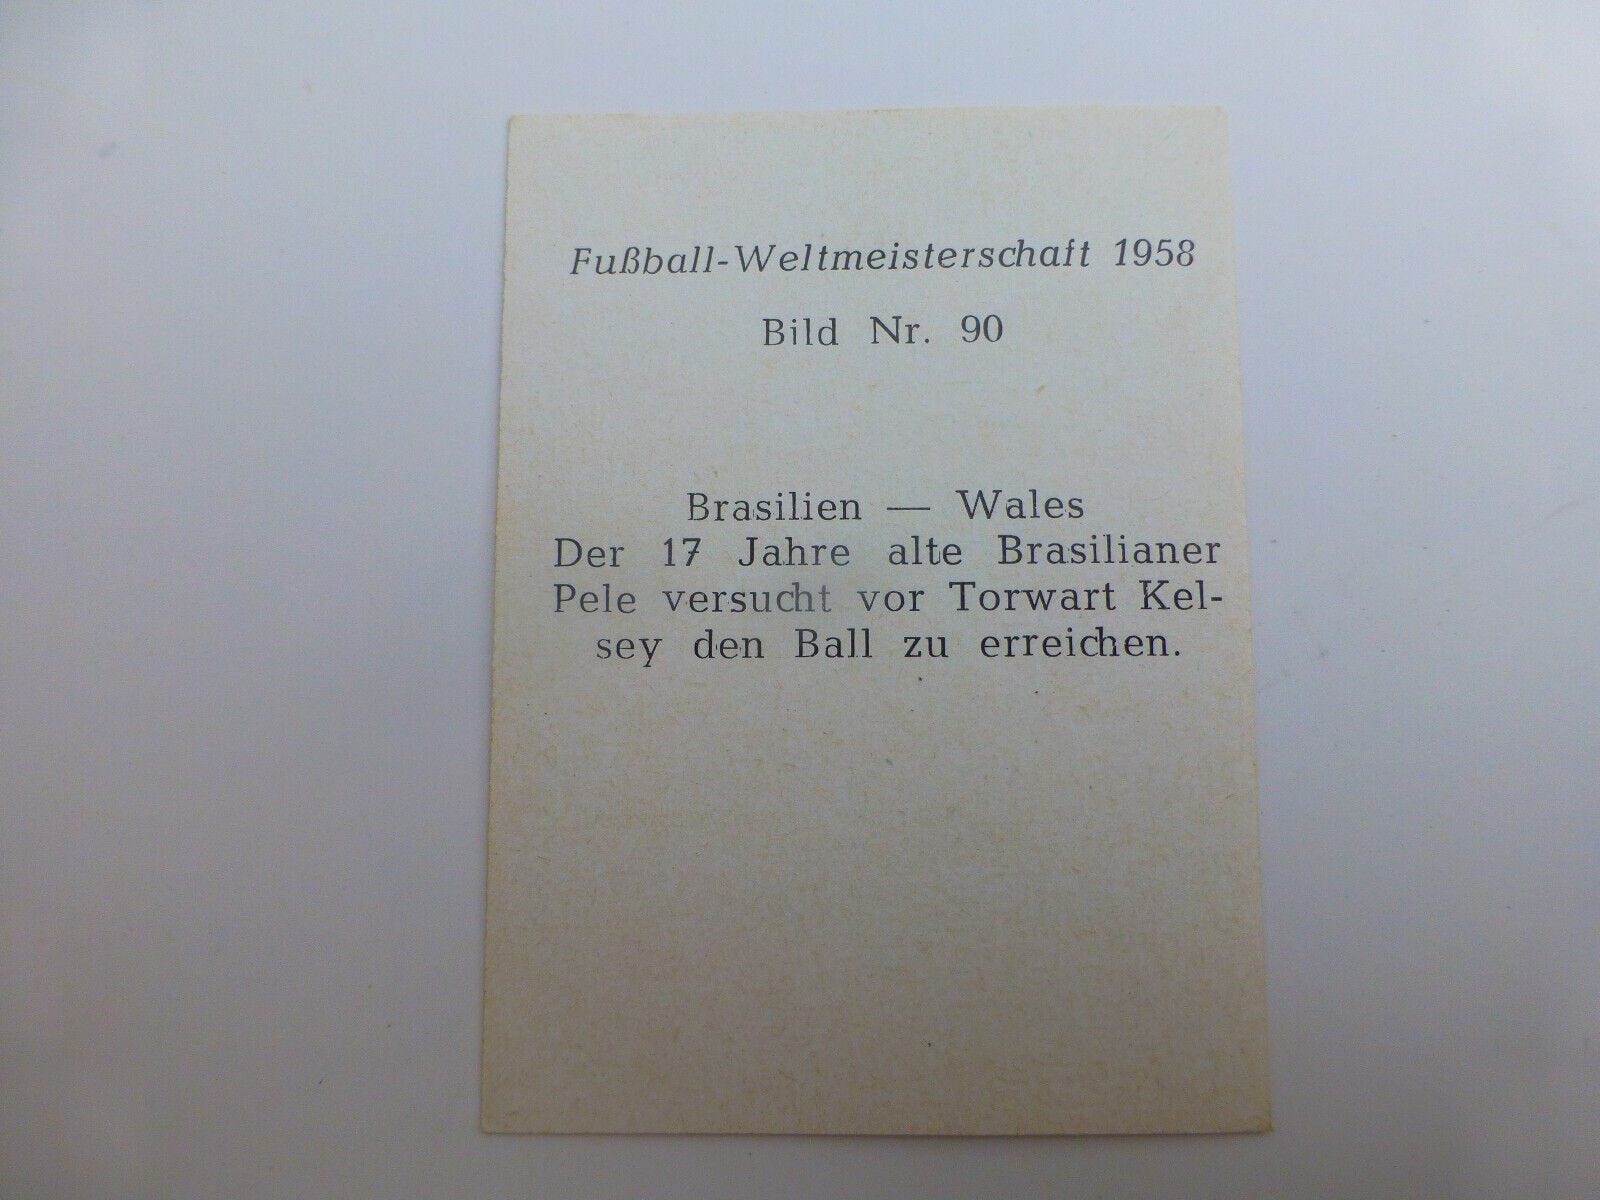 Fußball-Weltmeisterschaft 1958
Bild Nr. 90
Brasilien — Wales
Der 17 Jahre alte Brasilianer
Pele versucht vor Torwart Kel-
sey den Ball zu erreichen.